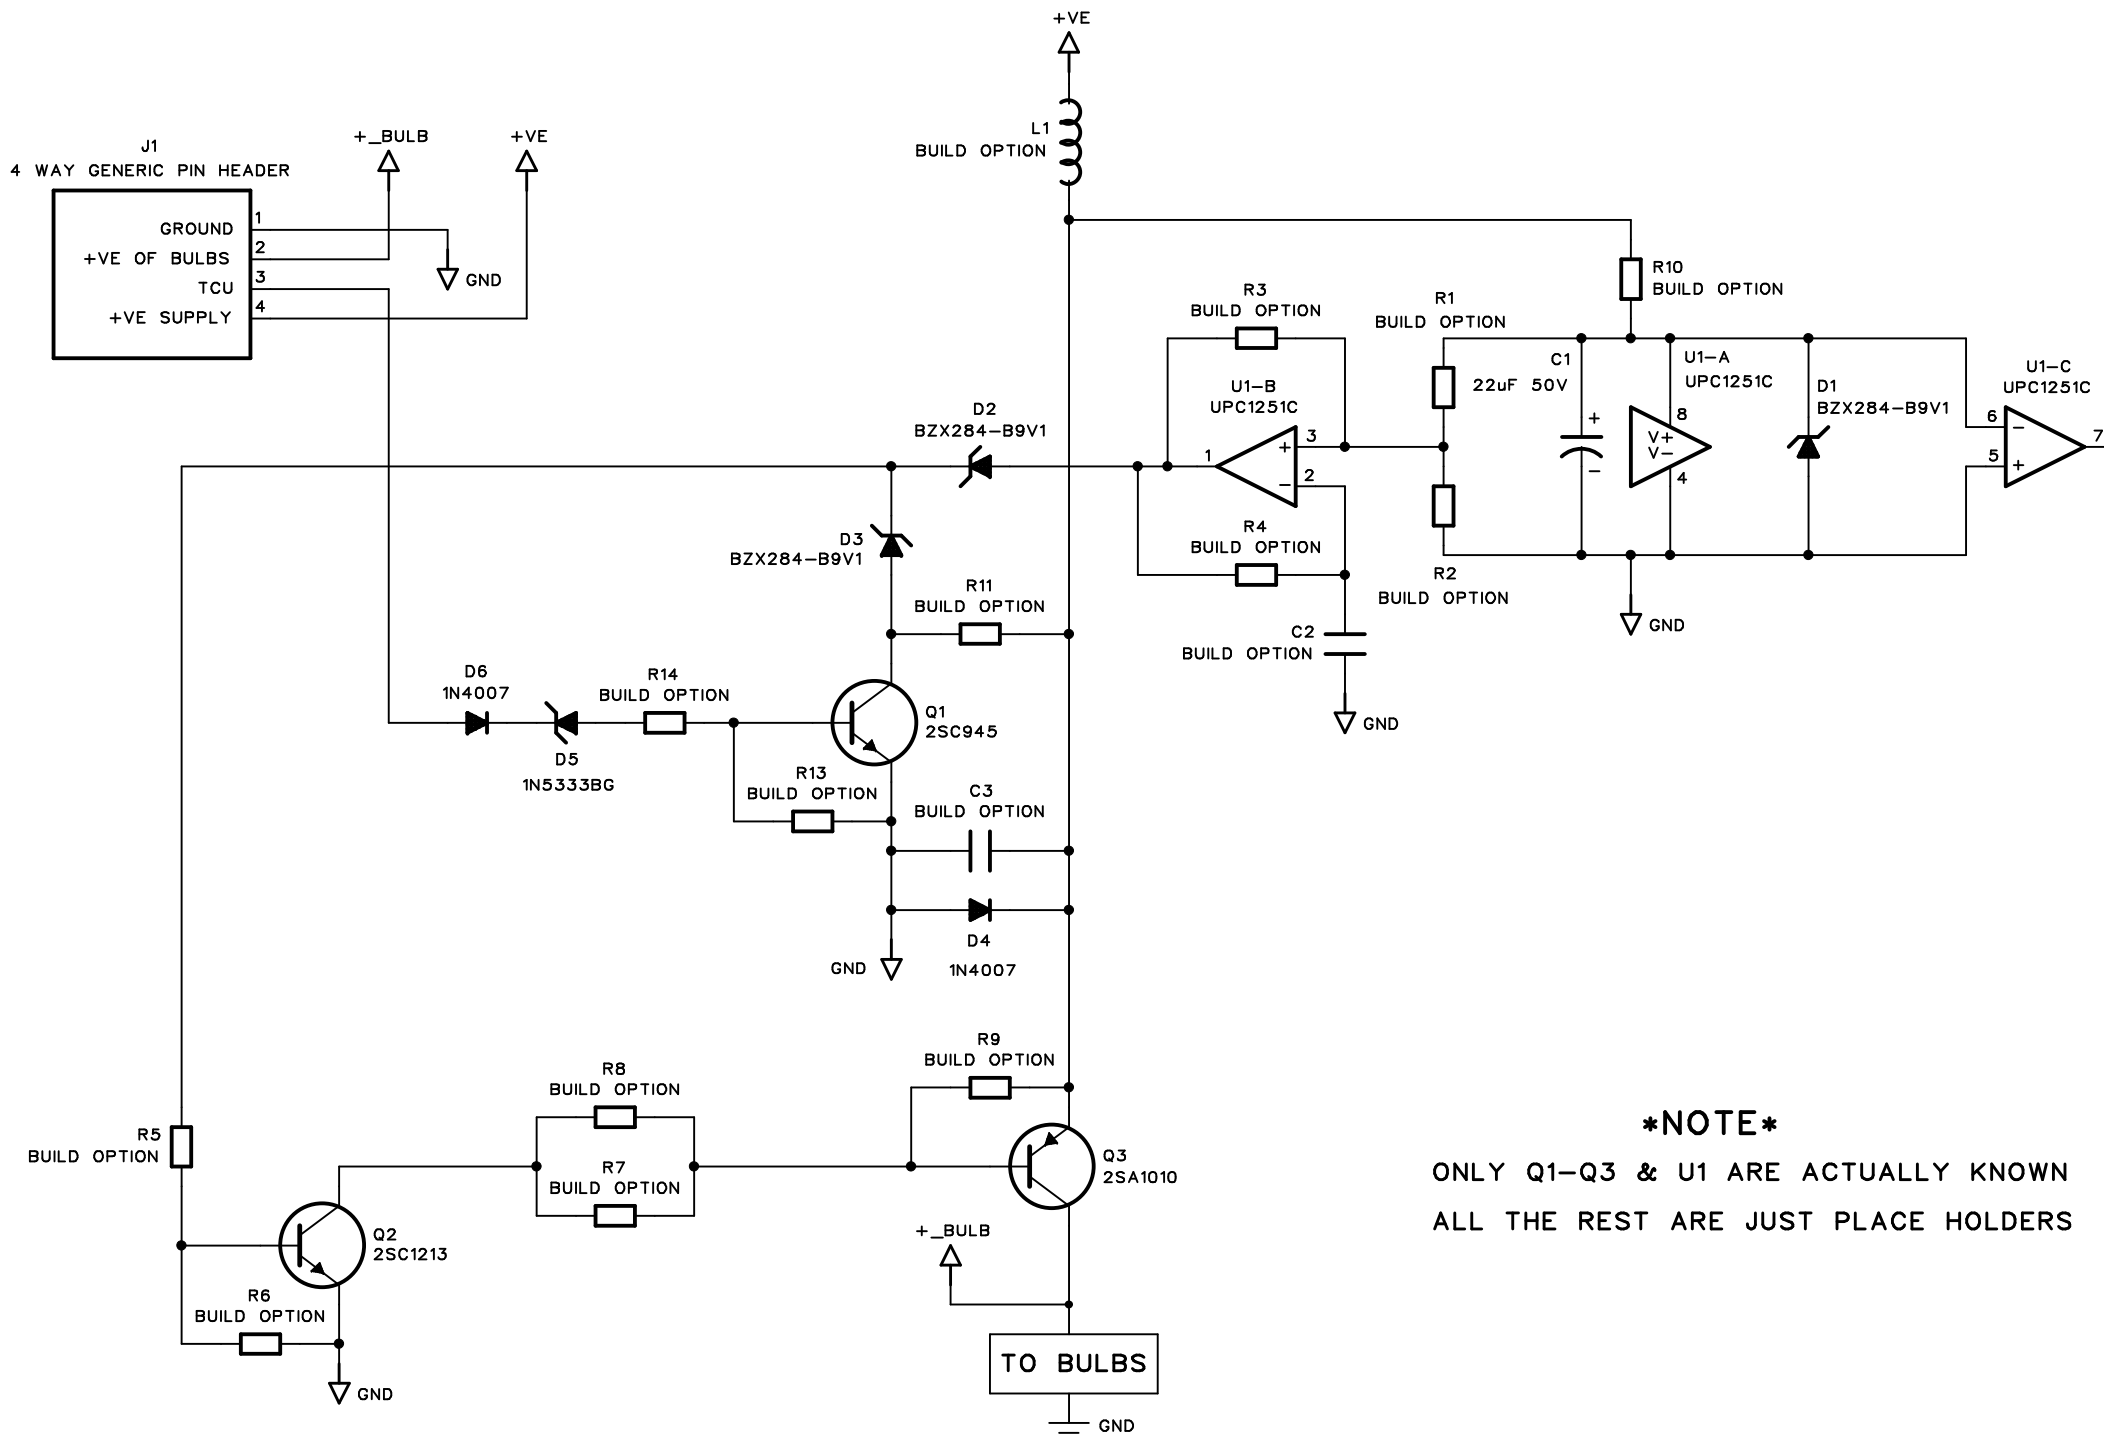 +VE
L1
BUILD OPTION
J1
4 WAY GENERIC PIN HEADER
GROUND
+VE OF BULBS
TCU
+VE SUPPLY
1
2
3
4
+_BULB
+VE
GND
R10
BUILD OPTION
R3
BUILD OPTION
R1
BUILD OPTION
U1-B
UPC1251C
1
+ 3
- 2
R4
BUILD OPTION
R2
BUILD OPTION
C2
BUILD OPTION
GND
C1
22uF 50V
+
-
U1-A
UPC1251C
8
V+
V-
4
D1
BZX284-B9V1
U1-C
UPC1251C
6 -
5 +
7
GND
D2
BZX284-B9V1
D3
BZX284-B9V1
R11
BUILD OPTION
D6
1N4007
D5
1N5333BG
R14
BUILD OPTION
Q1
2SC945
R13
BUILD OPTION
C3
BUILD OPTION
D4
1N4007
GND
R9
BUILD OPTION
R8
BUILD OPTION
R7
BUILD OPTION
R5
BUILD OPTION
Q2
2SC1213
R6
BUILD OPTION
GND
Q3
2SA1010
+_BULB
TO BULBS
GND
*NOTE*
ONLY Q1-Q3 & U1 ARE ACTUALLY KNOWN
ALL THE REST ARE JUST PLACE HOLDERS